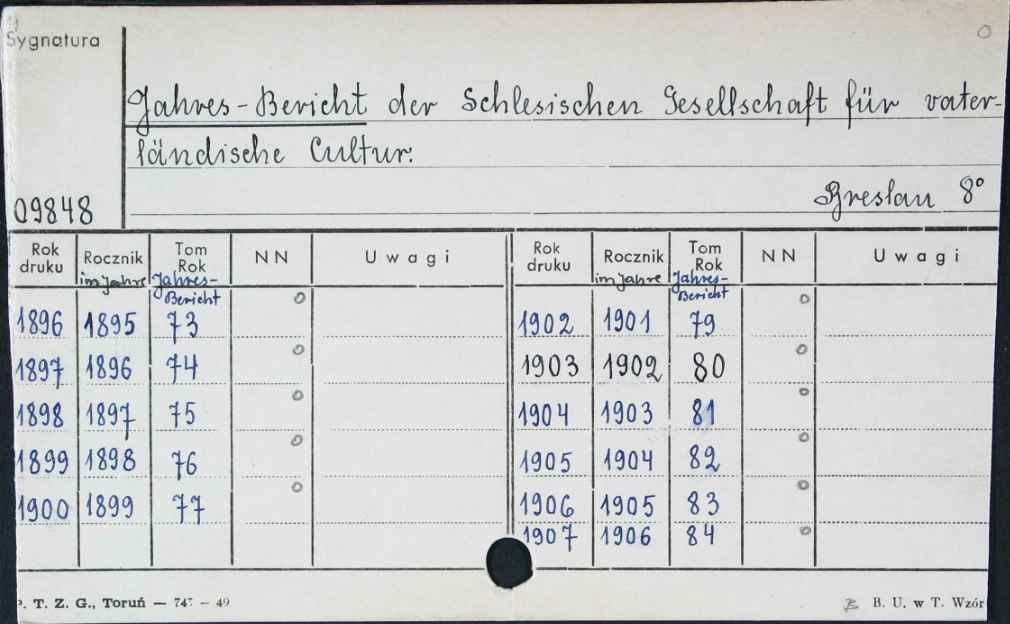 Sygnatura
Jahres-Bericht der Schlesischen Gesellschaft für vater-
ländische Cultur.
Breslau 8°
09848
Rok druku | Rocznik im Jahre | Tom Rok Jahres-Bericht | NN | Uwagi | Rok druku | Rocznik im Jahre | Tom Rok Jahres-Bericht | NN | Uwagi
1896 1895 73 1902 1901 79
1897 1896 74 1903 1902 80
1898 1897 75 1904 1903 81
1899 1898 76 1905 1904 82
1900 1899 77 1906 1905 83
1907 1906 84
T. Z. G., Toruń — 49 B. U. w T. Wzór